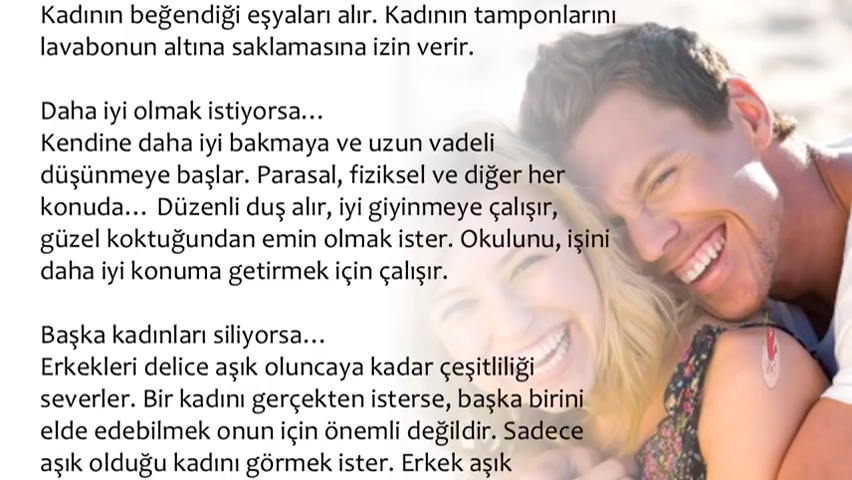 Kadının beğendiği eşyaları alır. Kadının tamponlarını
lavabonun altına saklamasına izin verir.
Daha iyi olmak istiyorsa…
Kendine daha iyi bakmaya ve uzun vadeli
düşünmeye başlar. Parasal, fiziksel ve diğer her
konuda… Düzenli duş alır, iyi giyinmeye çalışır,
güzel koktuğundan emin olmak ister. Okulunu, işini
daha iyi konuma getirmek için çalışır.
Başka kadınları siliyorsa…
Erkekleri delice aşık oluncaya kadar çeşitliliği
severler. Bir kadını gerçekten isterse, başka birini
elde edebilmek onun için önemli değildir. Sadece
aşık olduğu kadını görmek ister. Erkek aşık